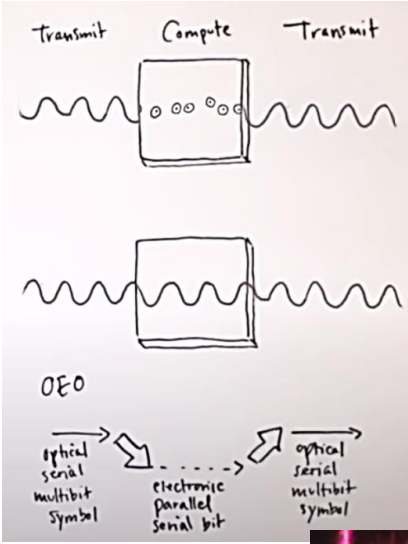 Transmit Compute Transmit
OEO
optical
serial
multibit
symbol
electronic
parallel
serial bit
optical
serial
multibit
symbol